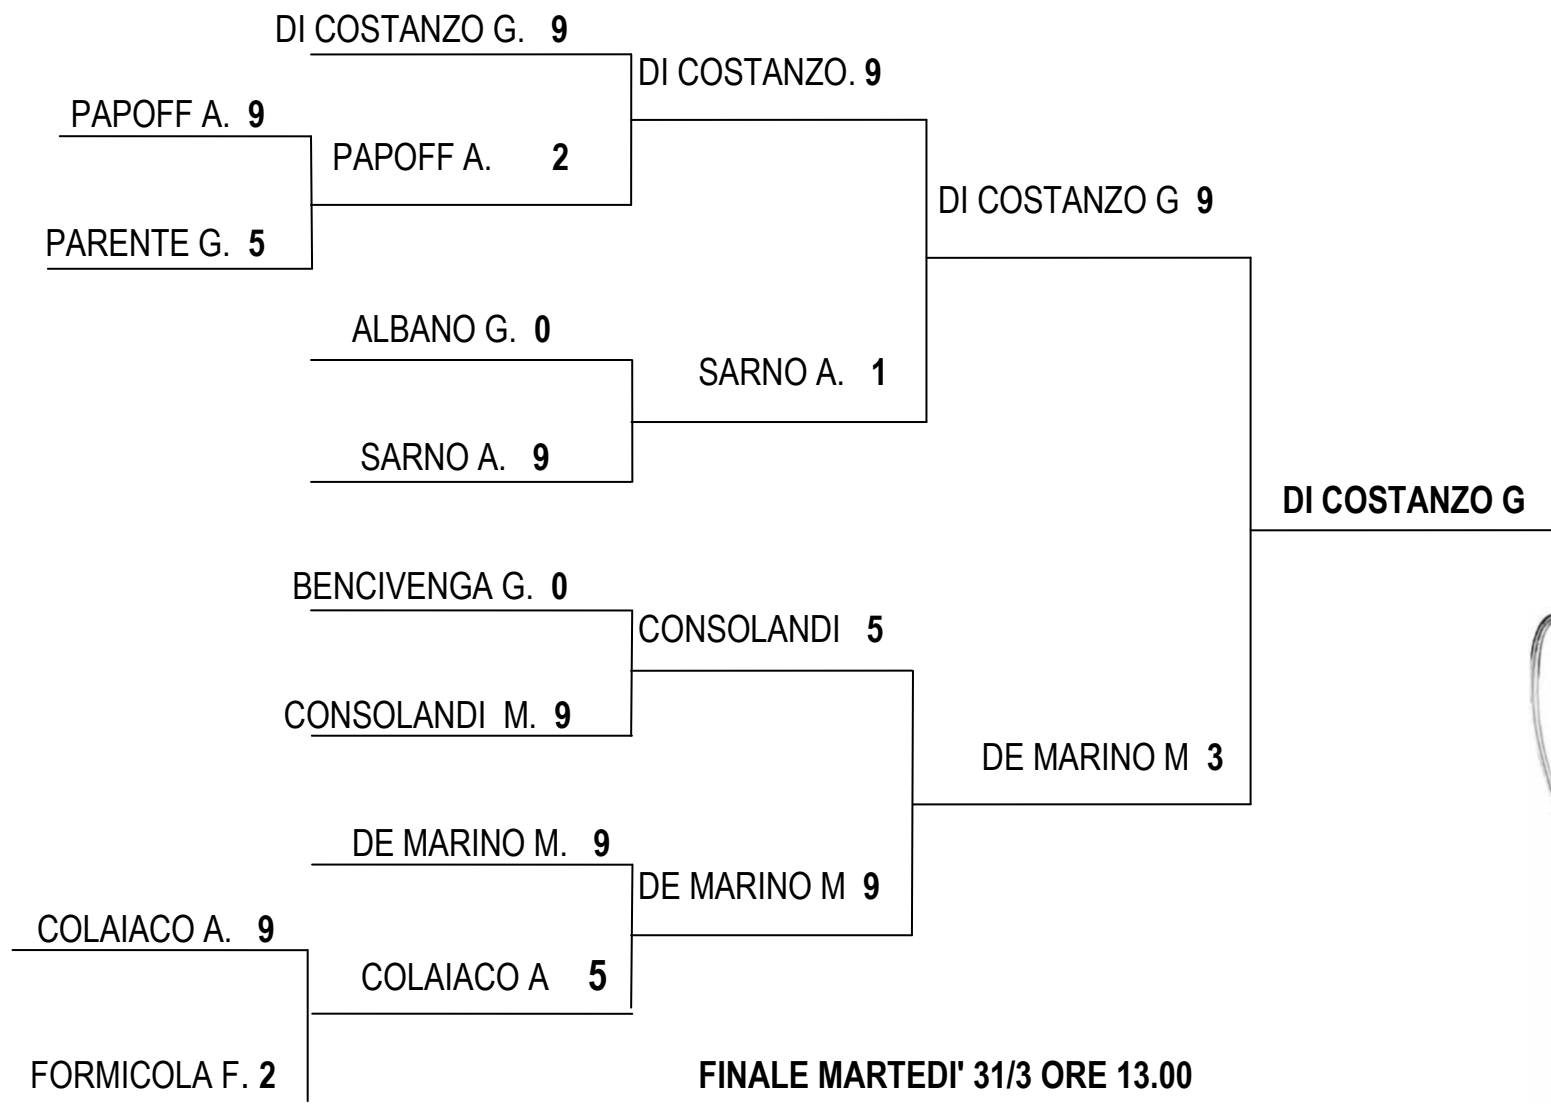 DI COSTANZO G. 9
DI COSTANZO. 9
PAPOFF A. 9
PAPOFF A. 2
DI COSTANZO G 9
PARENTE G. 5
ALBANO G. 0
SARNO A. 1
SARNO A. 9
DI COSTANZO G
BENCIVENGA G. 0
CONSOLANDI 5
CONSOLANDI M. 9
DE MARINO M 3
DE MARINO M. 9
DE MARINO M 9
COLAIACO A. 9
COLAIACO A 5
FORMICOLA F. 2
FINALE MARTEDI' 31/3 ORE 13.00